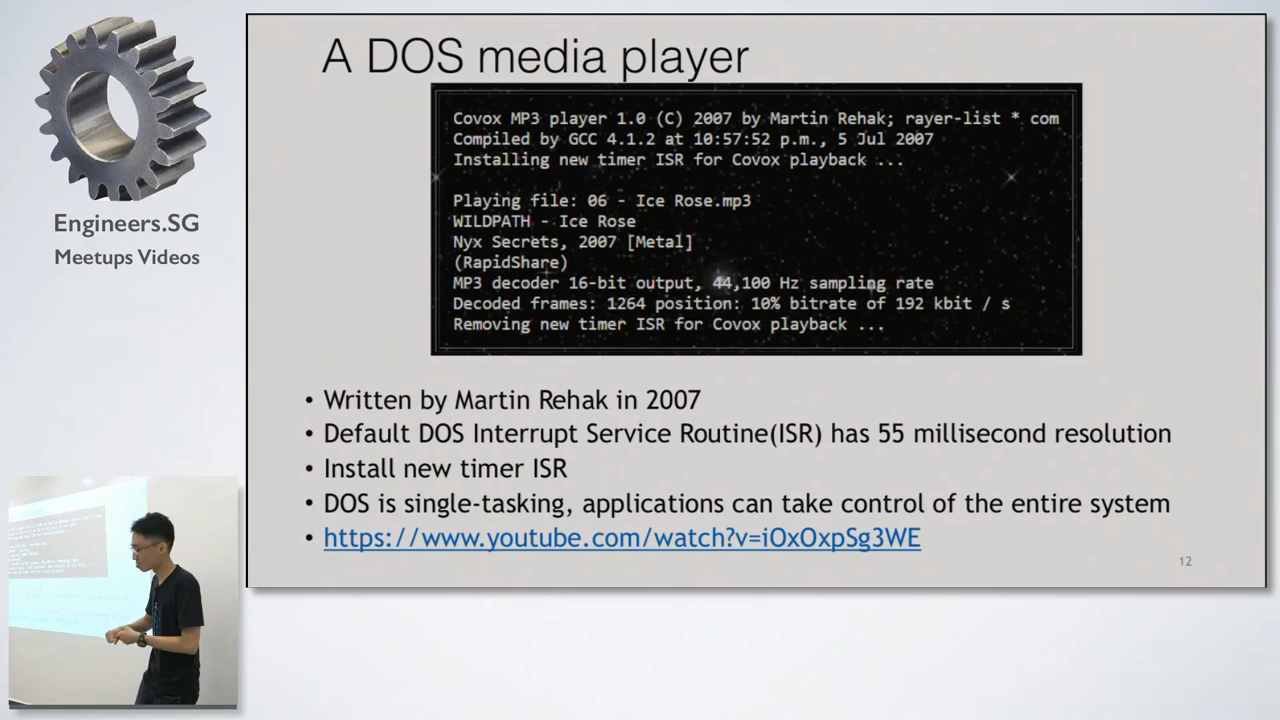 A DOS media player
Covox MP3 player 1.0 (C) 2007 by Martin Rehak; rayer-list * com
Compiled by GCC 4.1.2 at 10:57:52 p.m., 5 Jul 2007
Installing new timer ISR for Covox playback ...
Playing file: 06 - Ice Rose.mp3
WILDPATH - Ice Rose
Nyx Secrets, 2007 [Metal]
(RapidShare)
MP3 decoder 16-bit output, 44,100 Hz sampling rate
Decoded frames: 1264 position: 10% bitrate of 192 kbit / s
Removing new timer ISR for Covox playback ...
• Written by Martin Rehak in 2007
• Default DOS Interrupt Service Routine(ISR) has 55 millisecond resolution
• Install new timer ISR
• DOS is single-tasking, applications can take control of the entire system
• https://www.youtube.com/watch?v=iOxOxpSg3WE
12
Engineers.SG
Meetups Videos